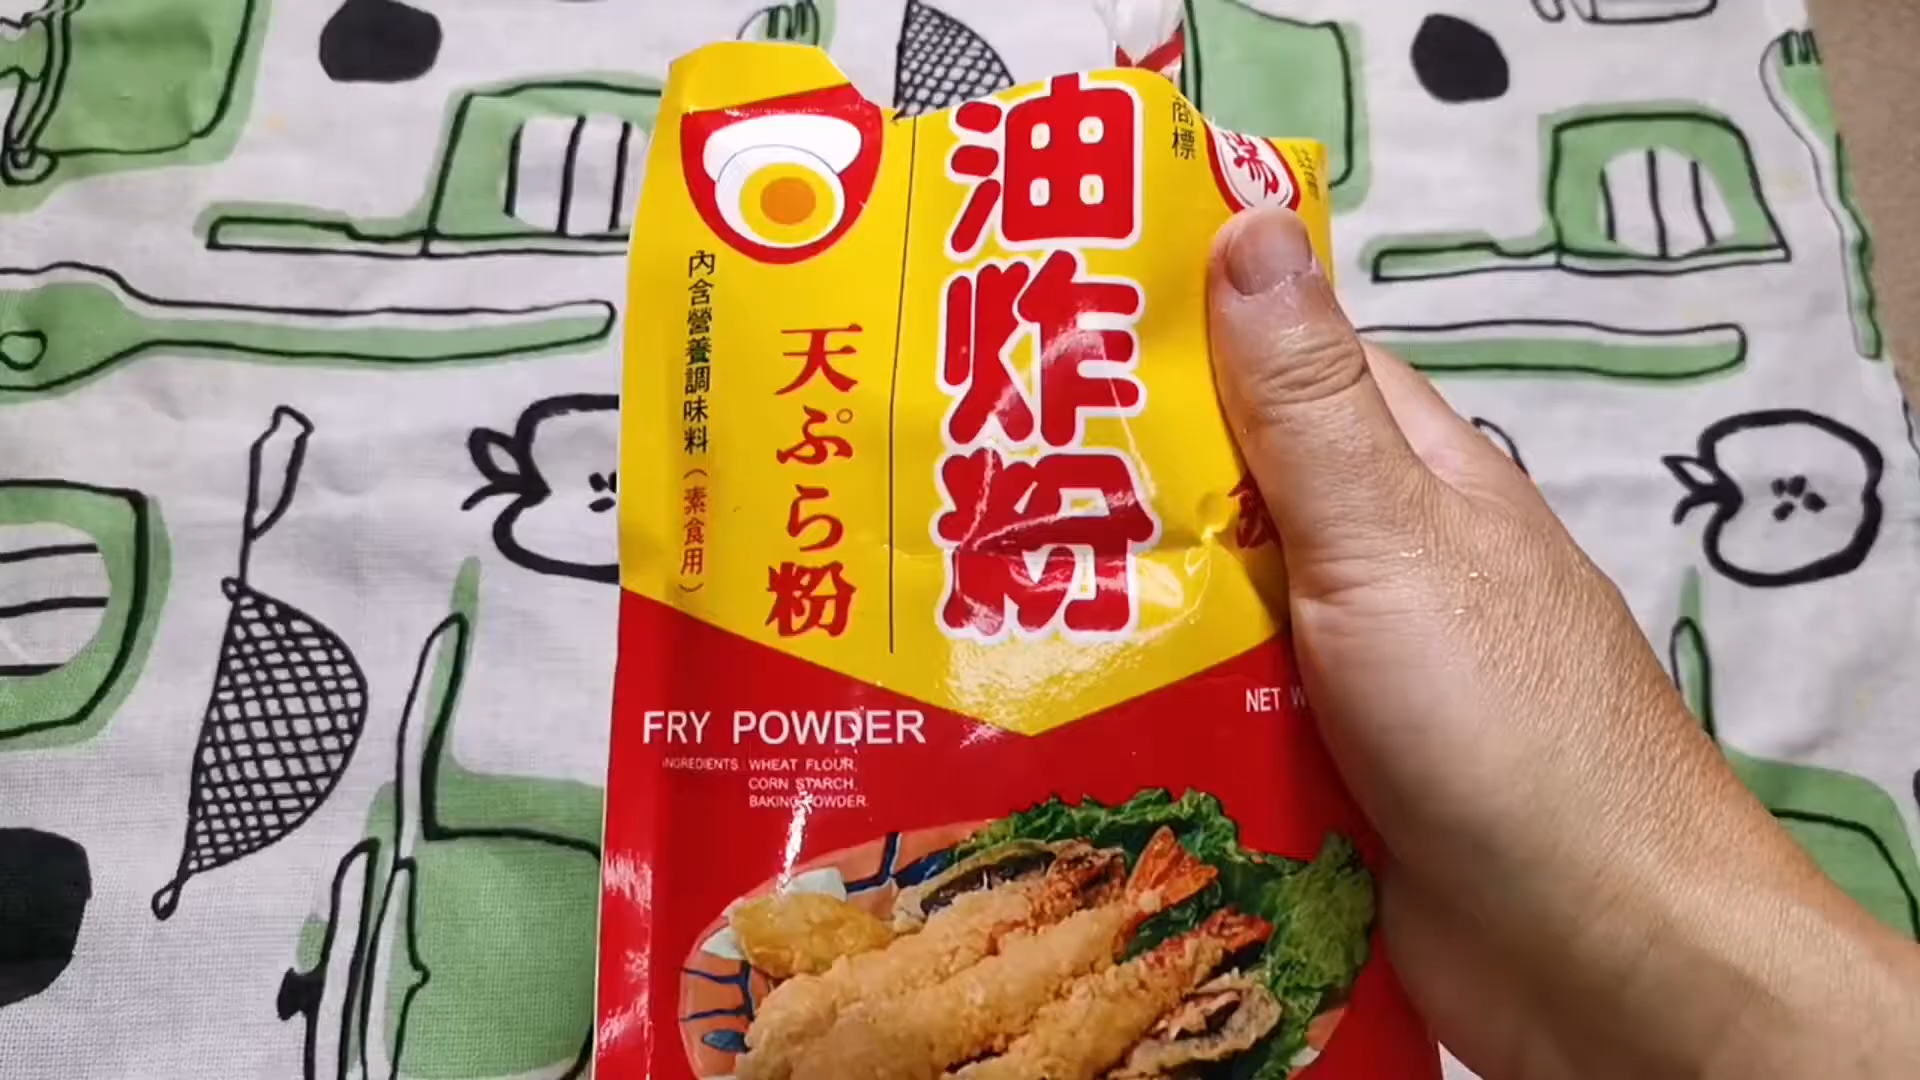 商標
油炸粉
天ぷら粉
內含營養調味料(素食用)
FRY POWDER
NET
INGREDIENTS: WHEAT FLOUR,
CORN STARCH,
BAKING POWDER.